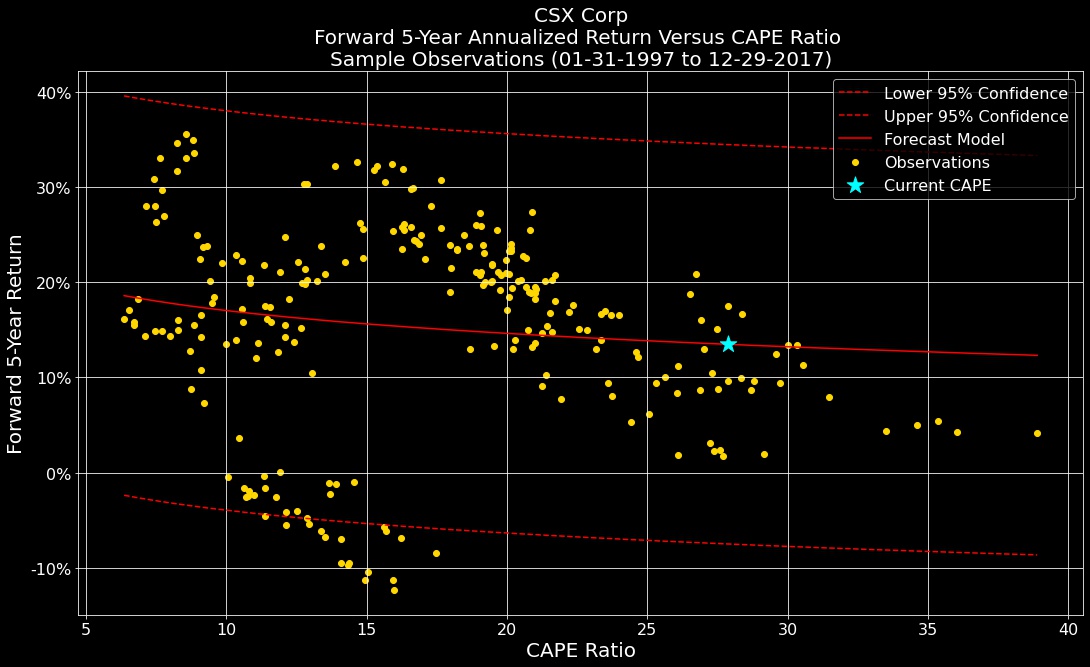 CSX Corp
Forward 5-Year Annualized Return Versus CAPE Ratio
Sample Observations (01-31-1997 to 12-29-2017)
Lower 95% Confidence
Upper 95% Confidence
Forecast Model
Observations
Current CAPE
Forward 5-Year Return
40%
30%
20%
10%
0%
-10%
5 10 15 20 25 30 35 40
CAPE Ratio